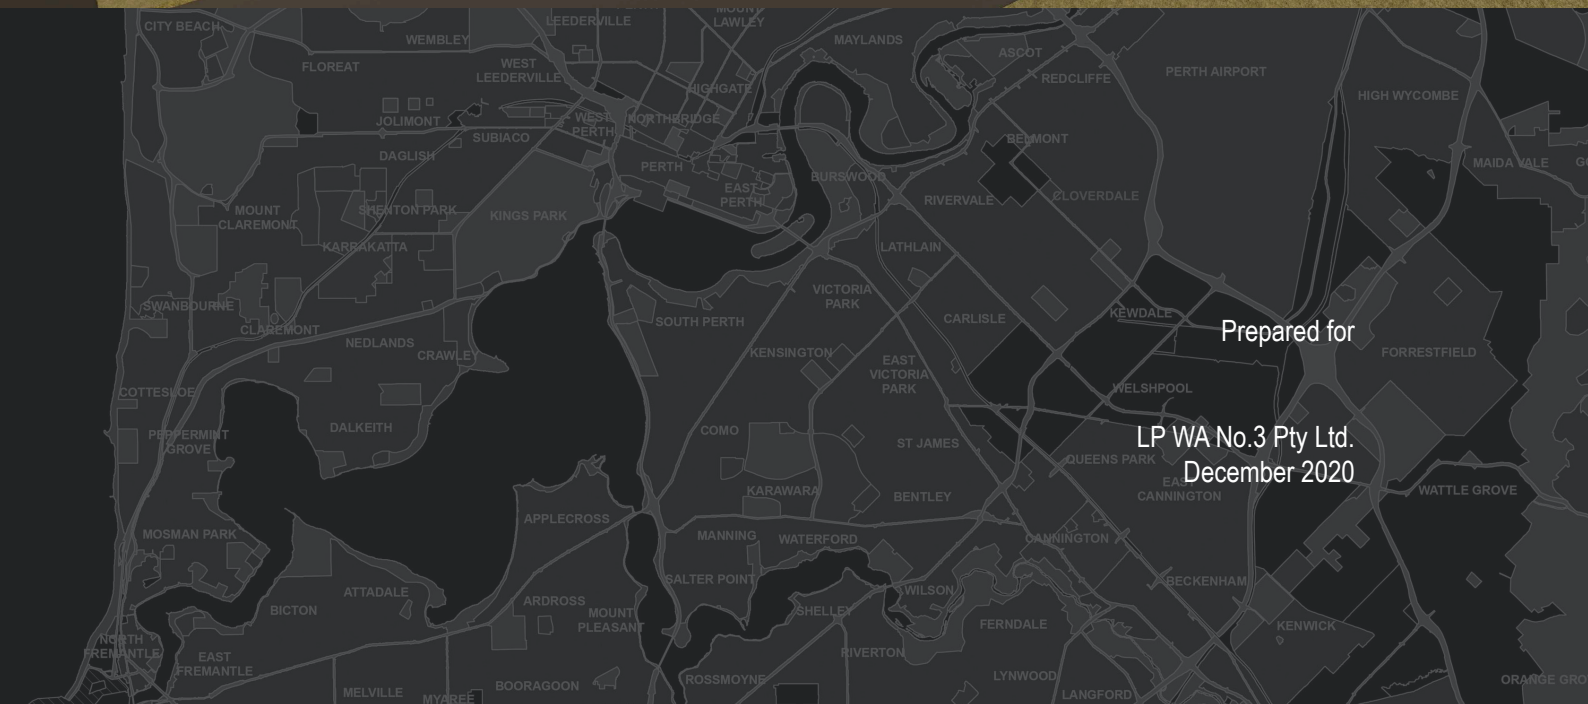 CITY BEACH
LEEDERVILLE
MOUNT
LAWLEY
WEMBLEY
MAYLANDS
ASCOT
FLOREAT
WEST
LEEDERVILLE
REDCLIFFE
PERTH AIRPORT
HIGHGATE
HIGH WYCOMBE
JOLIMONT
SUBIACO
WEST
PERTH
NORTHBRIDGE
BELMONT
DAGLISH
PERTH
MAIDA VALE
BURSWOOD
EAST
PERTH
RIVERVALE
CLOVERDALE
MOUNT
CLAREMONT
SHENTON PARK
KINGS PARK
KARRAKATTA
LATHLAIN
VICTORIA
PARK
SWANBOURNE
CLAREMONT
SOUTH PERTH
CARLISLE
KEWDALE
Prepared for
NEDLANDS
CRAWLEY
KENSINGTON
EAST
VICTORIA
PARK
FORRESTFIELD
COTTESLOE
WELSHPOOL
PEPPERMINT
GROVE
DALKEITH
COMO
ST JAMES
LP WA No.3 Pty Ltd.
December 2020
QUEENS PARK
EAST
CANNINGTON
KARAWARA
BENTLEY
WATTLE GROVE
APPLECROSS
MOSMAN PARK
MANNING
WATERFORD
CANNINGTON
SALTER POINT
BECKENHAM
ATTADALE
ARDROSS
WILSON
BICTON
MOUNT
PLEASANT
SHELLEY
FERNDALE
KENWICK
NORTH
FREMANTLE
EAST
FREMANTLE
RIVERTON
BOORAGOON
ROSSMOYNE
LYNWOOD
MELVILLE
MYAREE
LANGFORD